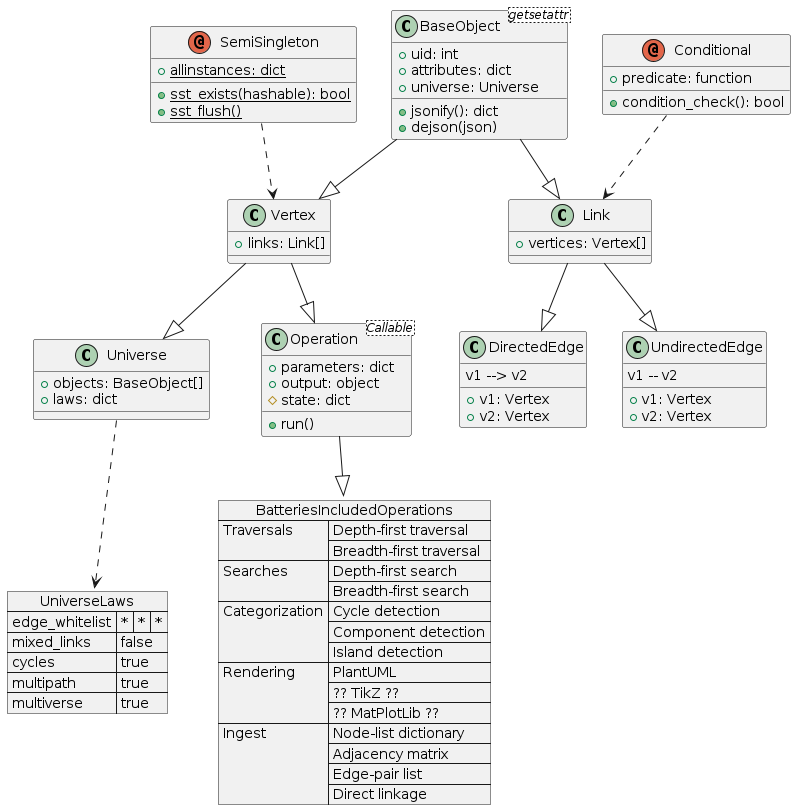 SemiSingleton
allinstances: dict
sst_exists(hashable): bool
sst_flush()
BaseObject
getsetattr
uid: int
attributes: dict
universe: Universe
jsonify(): dict
dejson(json)
Conditional
predicate: function
condition_check(): bool
Vertex
links: Link[]
Link
vertices: Vertex[]
Universe
objects: BaseObject[]
laws: dict
Operation
Callable
parameters: dict
output: object
state: dict
run()
DirectedEdge
v1 --> v2
v1: Vertex
v2: Vertex
UndirectedEdge
v1 -- v2
v1: Vertex
v2: Vertex
UniverseLaws
edge_whitelist * * *
mixed_links false
cycles true
multipath true
multiverse true
BatteriesIncludedOperations
Traversals Depth-first traversal
Breadth-first traversal
Searches Depth-first search
Breadth-first search
Categorization Cycle detection
Component detection
Island detection
Rendering PlantUML
?? TikZ ??
?? MatPlotLib ??
Ingest Node-list dictionary
Adjacency matrix
Edge-pair list
Direct linkage